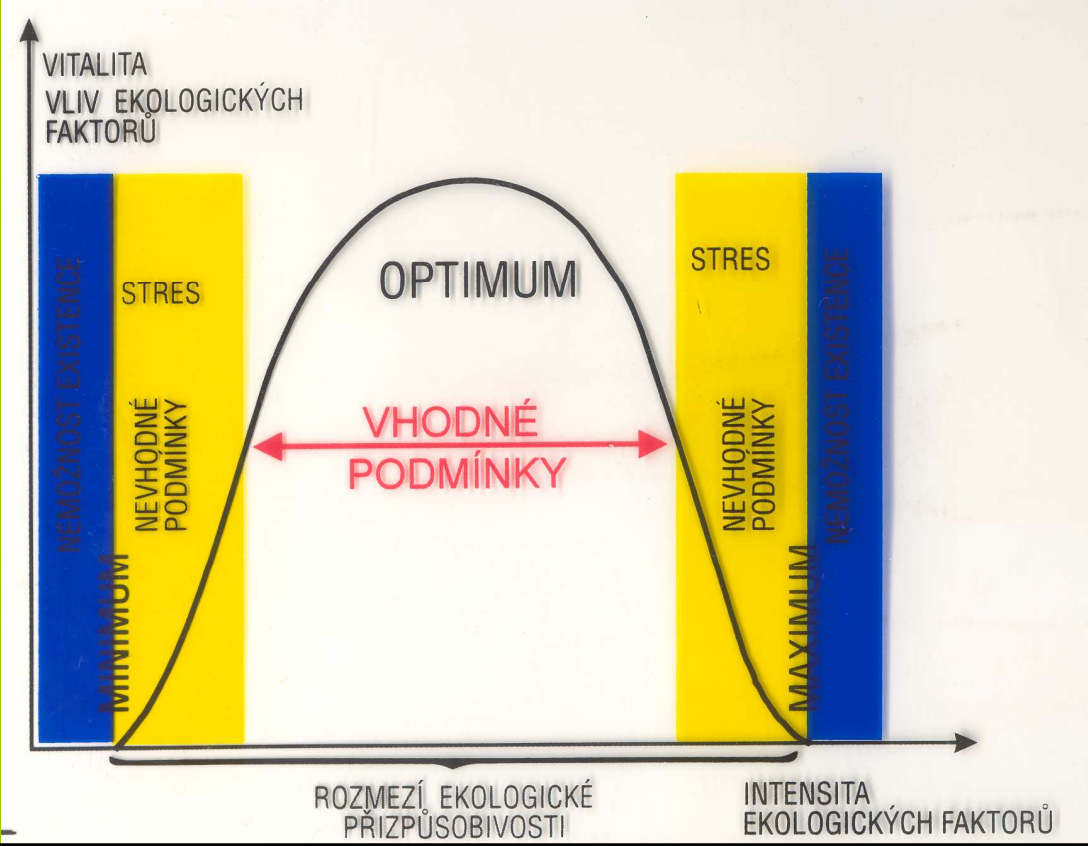 VITALITA
VLIV EKOLOGICKÝCH
FAKTORŮ
NEMOŽNOST EXISTENCE
STRES
NEVHODNÉ
PODMÍNKY
MINIMUM
OPTIMUM
VHODNÉ
PODMÍNKY
STRES
NEVHODNÉ
PODMÍNKY
MAXIMUM
NEMOŽNOST EXISTENCE
ROZMEZÍ EKOLOGICKÉ
PŘIZPŮSOBIVOSTI
INTENSITA
EKOLOGICKÝCH FAKTORŮ